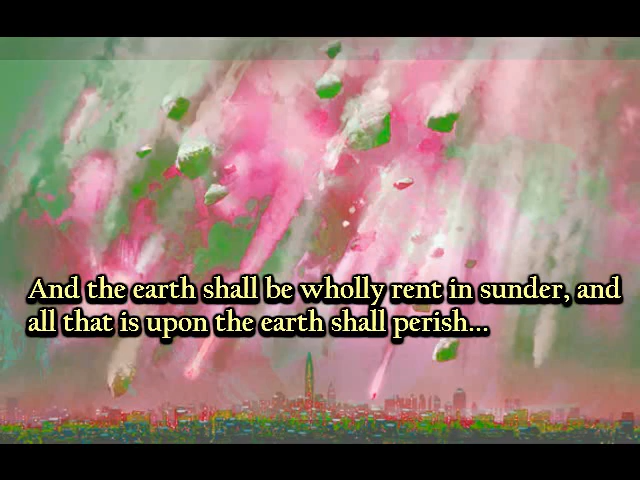 And the earth shall be wholly rent in sunder, and
all that is upon the earth shall perish...